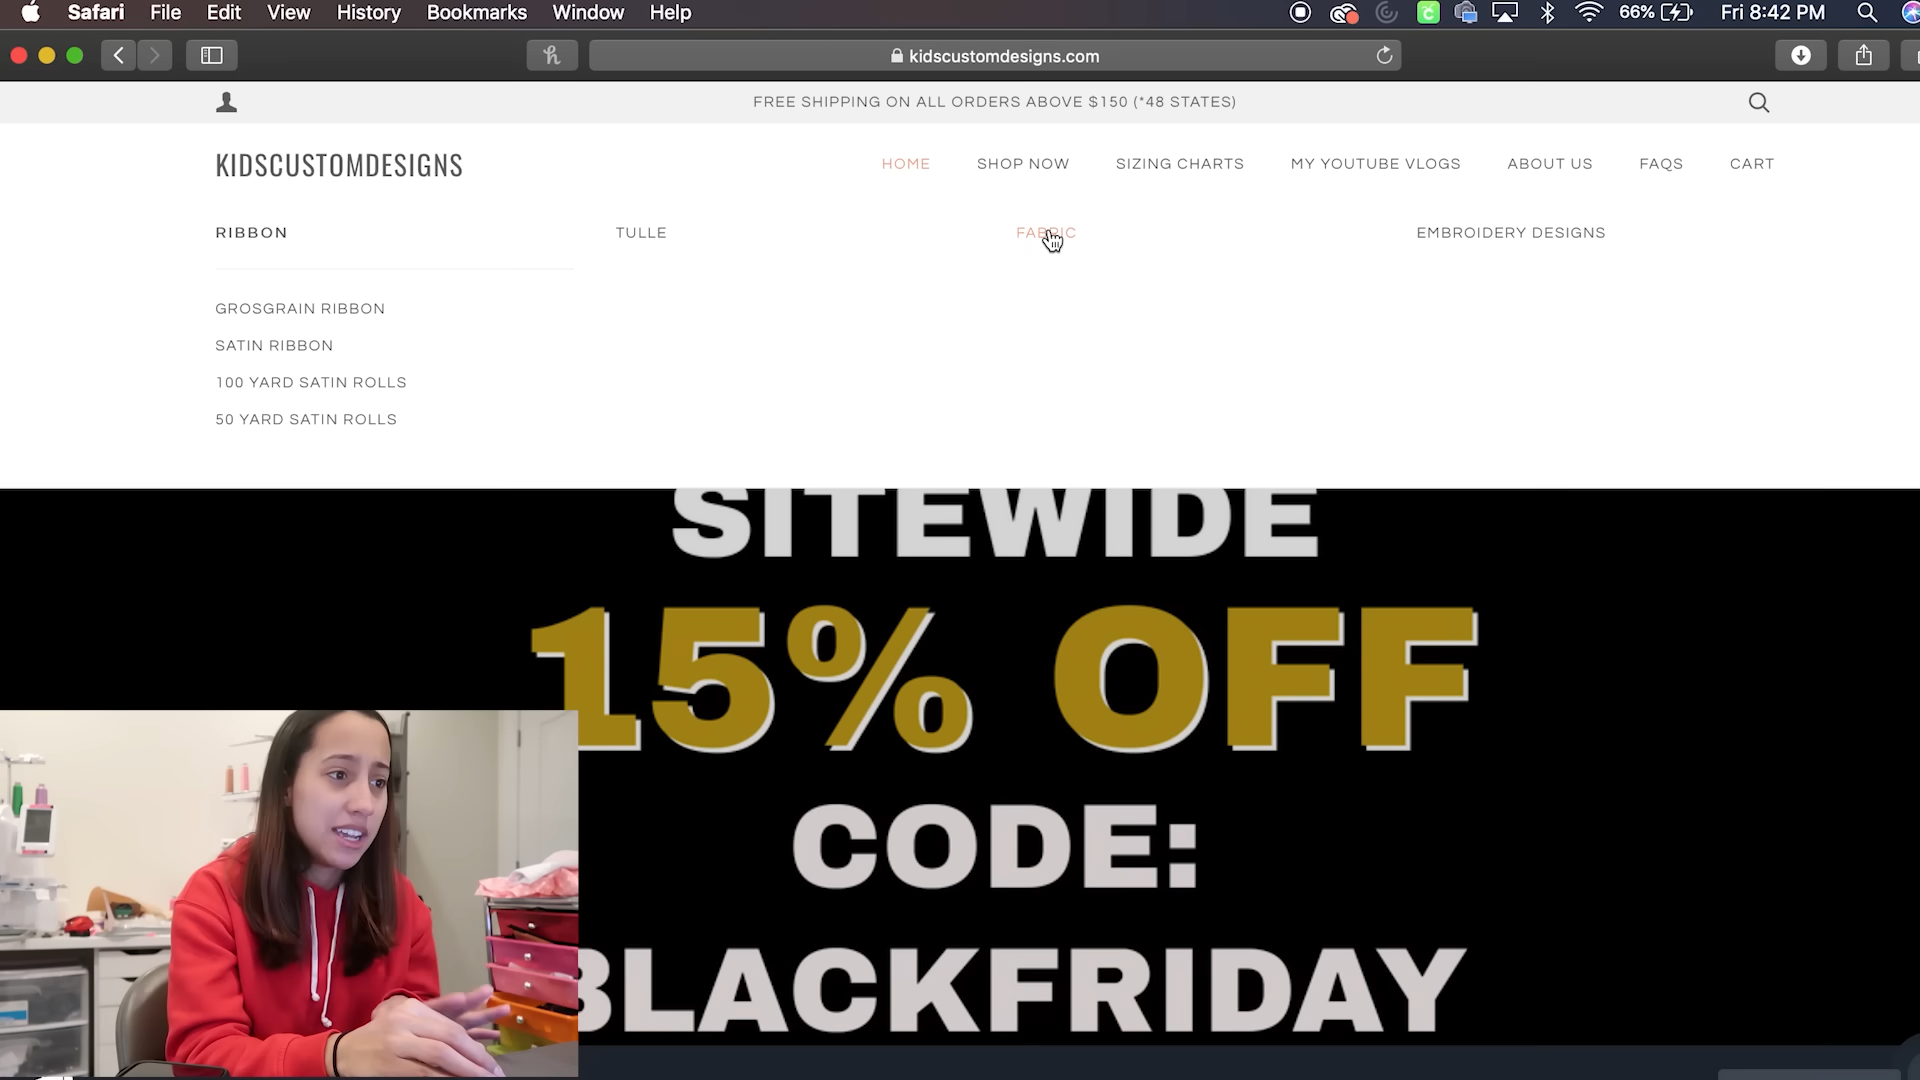 Safari File Edit View History Bookmarks Window Help 66% Fri 8:42 PM
kidscustomdesigns.com
FREE SHIPPING ON ALL ORDERS ABOVE $150 (*48 STATES)
KIDSCUSTOMDESIGNS HOME SHOP NOW SIZING CHARTS MY YOUTUBE VLOGS ABOUT US FAQS CART
RIBBON TULLE FABRIC EMBROIDERY DESIGNS
GROSGRAIN RIBBON
SATIN RIBBON
100 YARD SATIN ROLLS
50 YARD SATIN ROLLS
SITEWIDE
15% OFF
CODE:
BLACKFRIDAY